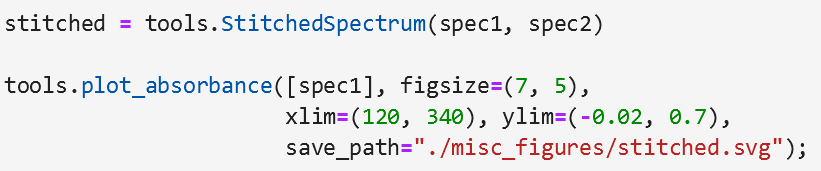 stitched = tools.StitchedSpectrum(spec1, spec2)
tools.plot_absorbance([spec1], figsize=(7, 5),
xlim=(120, 340), ylim=(-0.02, 0.7),
save_path="./misc_figures/stitched.svg");